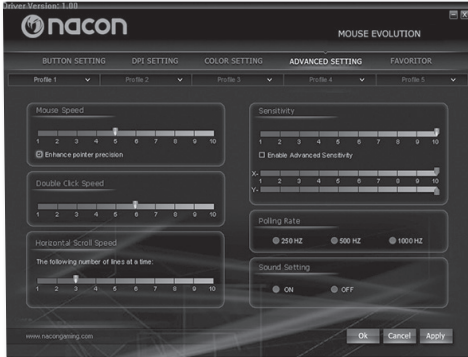 Driver Version: 1.00
nacon
MOUSE EVOLUTION
BUTTON SETTING DPI SETTING COLOR SETTING ADVANCED SETTING FAVORITOR
Profile 1 Profile 2 Profile 3 Profile 4 Profile 5
Mouse Speed
1 2 3 4 5 6 7 8 9 10
Enhance pointer precision
Double Click Speed
1 2 3 4 5 6 7 8 9 10
Horizontal Scroll Speed
The following number of lines at a time:
1 2 3 4 5 6 7 8 9 10
Sensitivity
1 2 3 4 5 6 7 8 9 10
Enable Advanced Sensitivity
X-
1 2 3 4 5 6 7 8 9 10
Y-
Polling Rate
250 HZ 500 HZ 1000 HZ
Sound Setting
ON OFF
www.nacongaming.com
Ok Cancel Apply